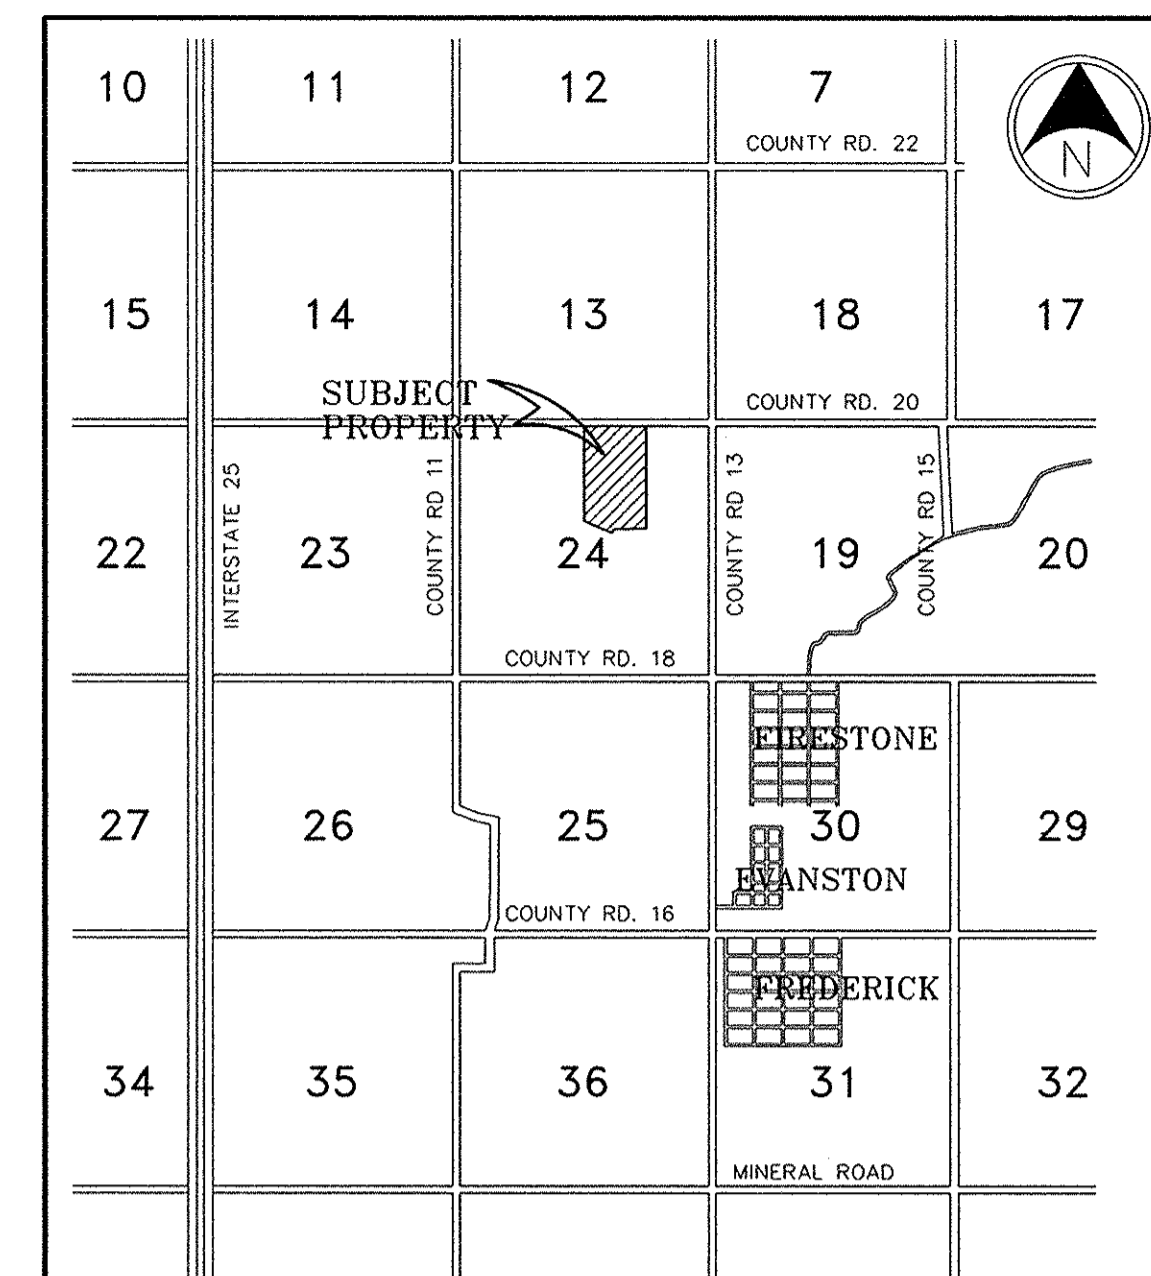 10
11
12
7
COUNTY RD. 22
N
15
14
13
18
17
SUBJECT
PROPERTY
COUNTY RD. 20
INTERSTATE 25
COUNTY RD 11
COUNTY RD 13
COUNTY RD 15
22
23
24
19
20
COUNTY RD. 18
FIRESTONE
27
26
25
30
29
EVANSTON
COUNTY RD. 16
FREDERICK
34
35
36
31
32
MINERAL ROAD